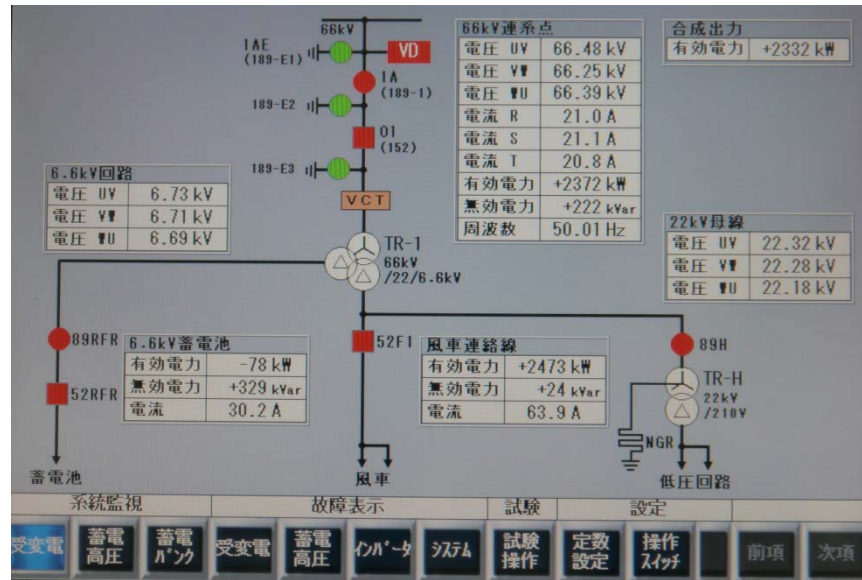 66kV
1AE
(189-E1)
VD
1A
(189-1)
189-E2
01
(152)
189-E3
VCT
TR-1
66kV
/22/6.6kV
66kV連系点
電圧 UV 66.48 kV
電圧 VW 66.25 kV
電圧 WU 66.39 kV
電流 R 21.0 A
電流 S 21.1 A
電流 T 20.8 A
有効電力 +2372 kW
無効電力 +222 kVar
周波数 50.01 Hz
合成出力
有効電力 +2332 kW
6.6kV回路
電圧 UV 6.73 kV
電圧 VW 6.71 kV
電圧 WU 6.69 kV
22kV母線
電圧 UV 22.32 kV
電圧 VW 22.28 kV
電圧 WU 22.18 kV
89RFR
52RFR
6.6kV蓄電池
有効電力 -78 kW
無効電力 +329 kVar
電流 30.2 A
52F1
風車連絡線
有効電力 +2473 kW
無効電力 +24 kVar
電流 63.9 A
89H
TR-H
22kV
/210V
NGR
蓄電池
風車
低圧回路
系統監視 故障表示 試験 設定
受変電
蓄電
高圧
蓄電
バンク
受変電
蓄電
高圧
インバータ
システム
試験
操作
定数
設定
操作
スイッチ
前項
次項